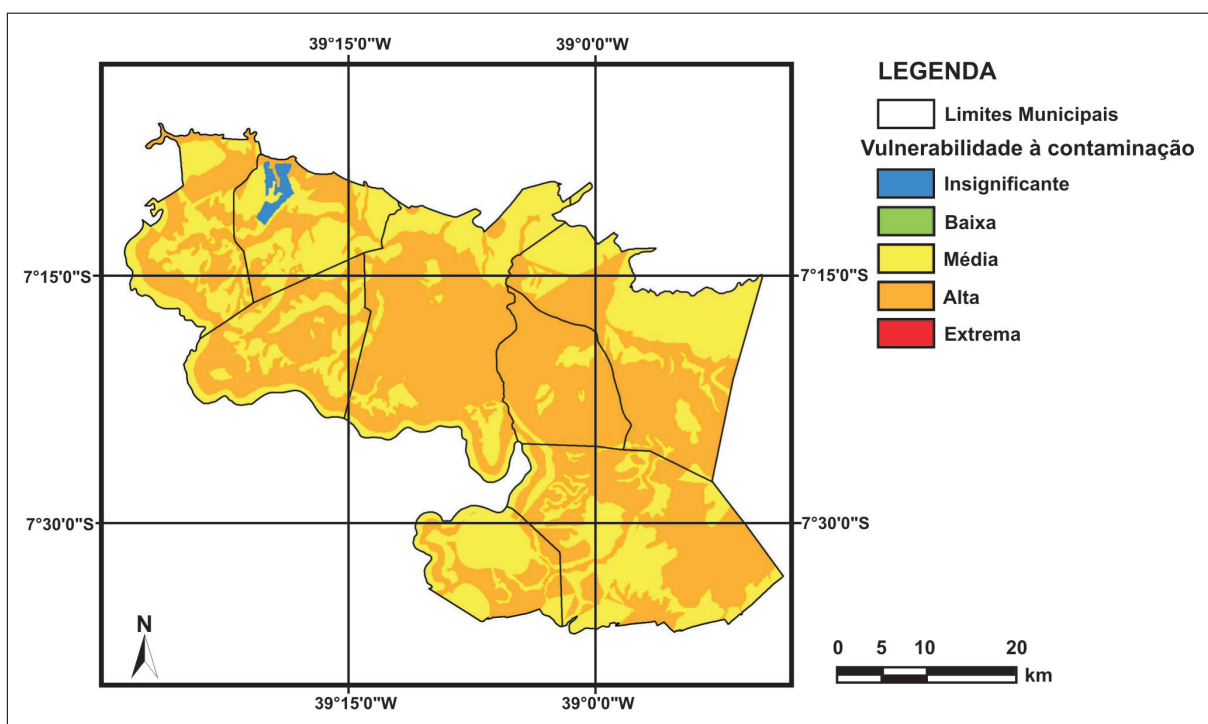 39°15'0"W
39°0'0"W
LEGENDA
Limites Municipais
Vulnerabilidade à contaminação
Insignificante
Baixa
Média
Alta
Extrema
7°15'0"S
7°15'0"S
7°30'0"S
7°30'0"S
N
0 5 10 20
km
39°15'0"W
39°0'0"W